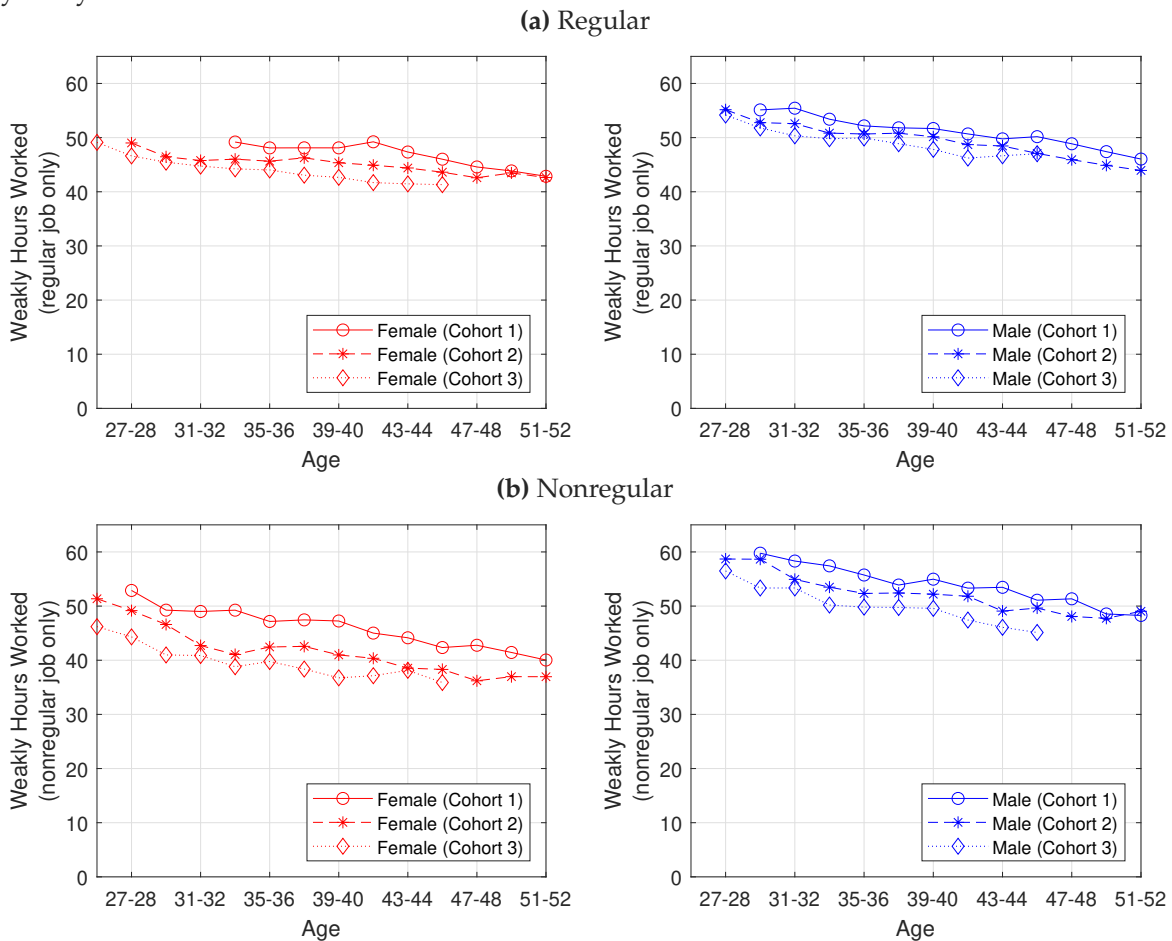 (a) Regular
Weakly Hours Worked
(regular job only)
60
50
40
30
20
10
0
Female (Cohort 1)
Female (Cohort 2)
Female (Cohort 3)
27-28 31-32 35-36 39-40 43-44 47-48 51-52
Age
Weakly Hours Worked
(regular job only)
60
50
40
30
20
10
0
Male (Cohort 1)
Male (Cohort 2)
Male (Cohort 3)
27-28 31-32 35-36 39-40 43-44 47-48 51-52
Age
(b) Nonregular
Weakly Hours Worked
(nonregular job only)
60
50
40
30
20
10
0
Female (Cohort 1)
Female (Cohort 2)
Female (Cohort 3)
27-28 31-32 35-36 39-40 43-44 47-48 51-52
Age
Weakly Hours Worked
(nonregular job only)
60
50
40
30
20
10
0
Male (Cohort 1)
Male (Cohort 2)
Male (Cohort 3)
27-28 31-32 35-36 39-40 43-44 47-48 51-52
Age